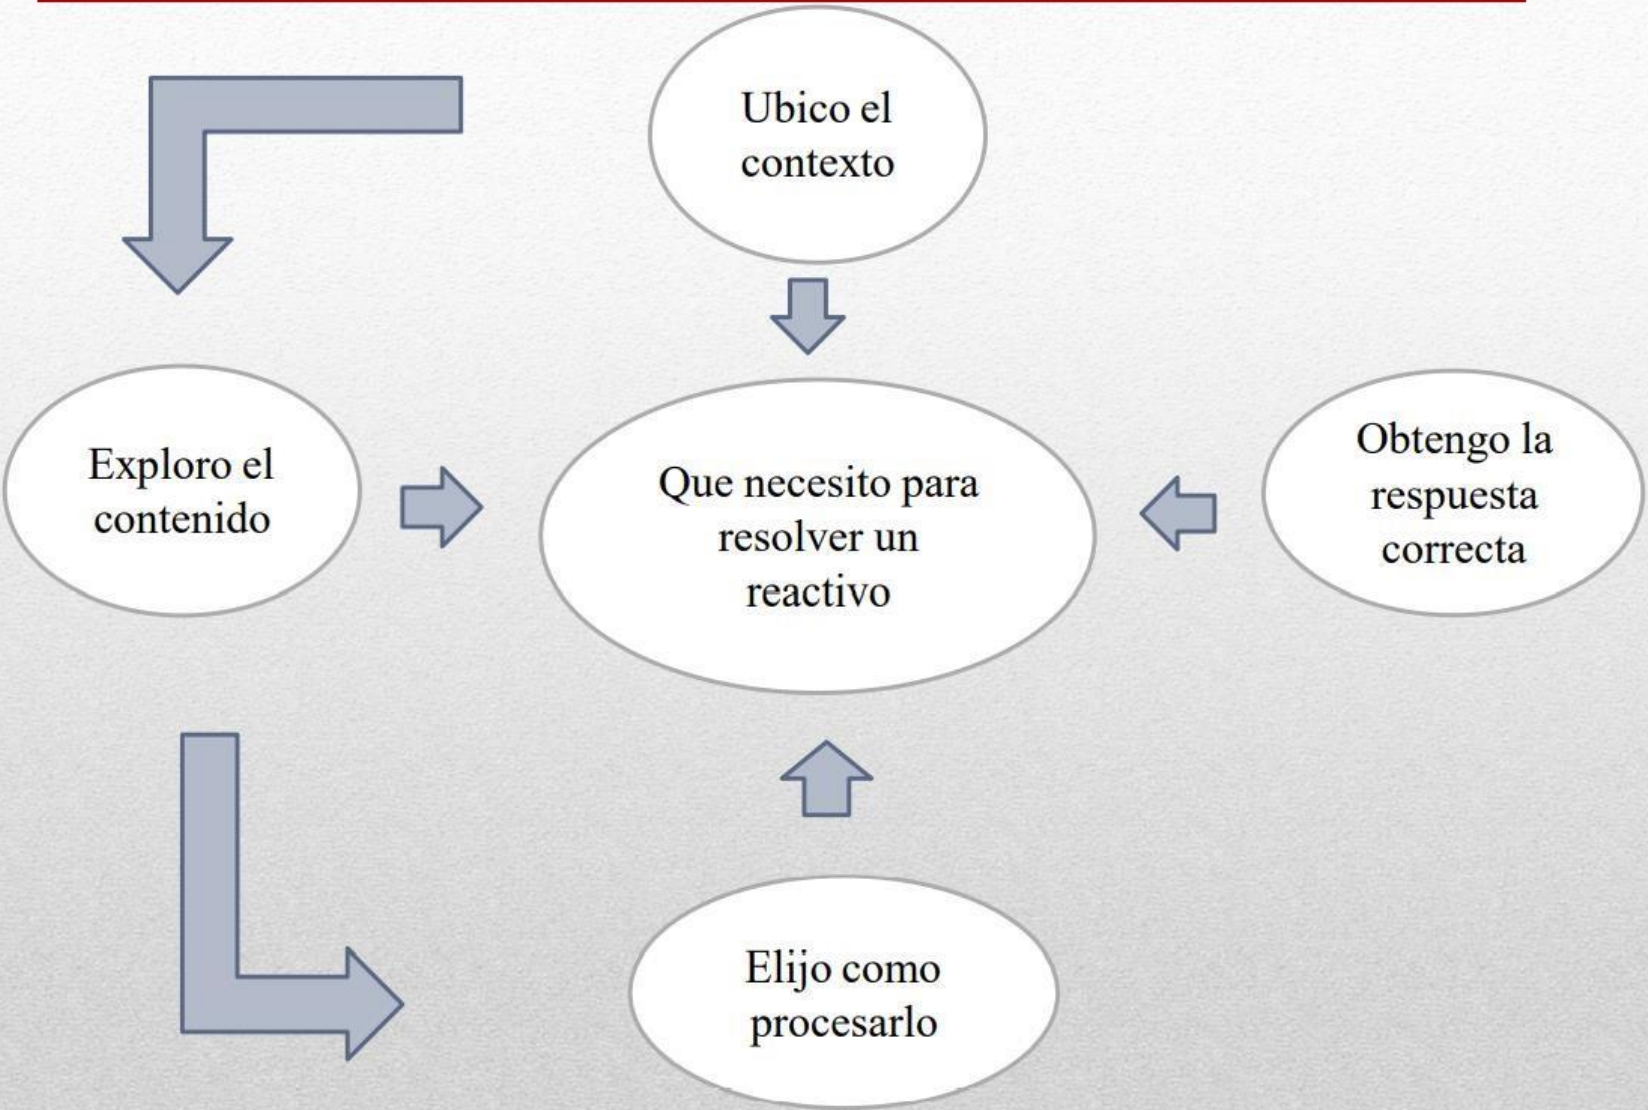 Ubico el
contexto
Exploro el
contenido
Que necesito para
resolver un
reactivo
Obtengo la
respuesta
correcta
Elijo como
procesarlo